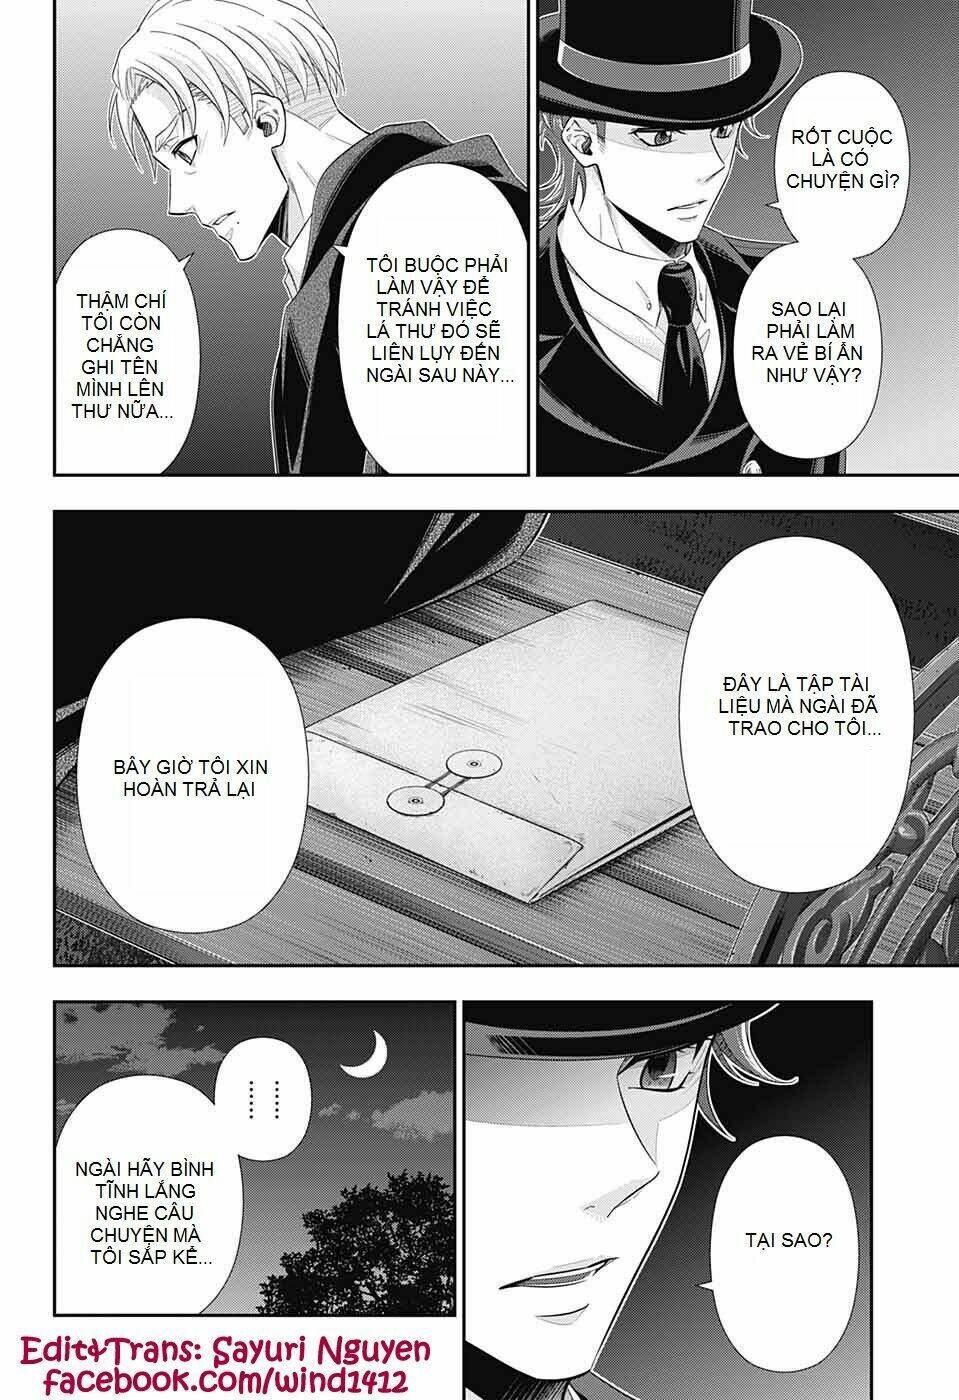 RỐT CUỘC
LÀ CÓ
CHUYỆN GÌ?
SAO LẠI
PHẢI LÀM
RA VẺ BÍ ẨN
NHƯ VẬY?
TÔI BUỘC PHẢI
LÀM VẬY ĐỂ
TRÁNH VIỆC
LÁ THƯ ĐÓ SẼ
LIÊN LỤY ĐẾN
NGÀI SAU NÀY...
THẬM CHÍ
TÔI CÒN
CHẲNG
GHI TÊN
MÌNH LÊN
THƯ NỮA...
ĐÂY LÀ TẬP TÀI
LIỆU MÀ NGÀI ĐÃ
TRAO CHO TÔI...
BÂY GIỜ TÔI XIN
HOÀN TRẢ LẠI
TẠI SAO?
......
NGÀI HÃY BÌNH
TĨNH LẮNG
NGHE CÂU
CHUYỆN MÀ
TÔI SẮP KỂ...
Edit&Trans: Sayuri Nguyen
facebook.com/wind1412